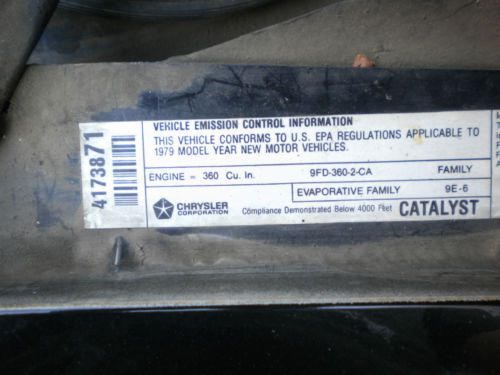 4173871
VEHICLE EMISSION CONTROL INFORMATION
THIS VEHICLE CONFORMS TO U.S. EPA REGULATIONS APPLICABLE TO
1979 MODEL YEAR NEW MOTOR VEHICLES.
ENGINE = 360 Cu. In. 9FD-360-2-CA FAMILY
EVAPORATIVE FAMILY 9E-6
CHRYSLER
CORPORATION
Compliance Demonstrated Below 4000 Feet CATALYST